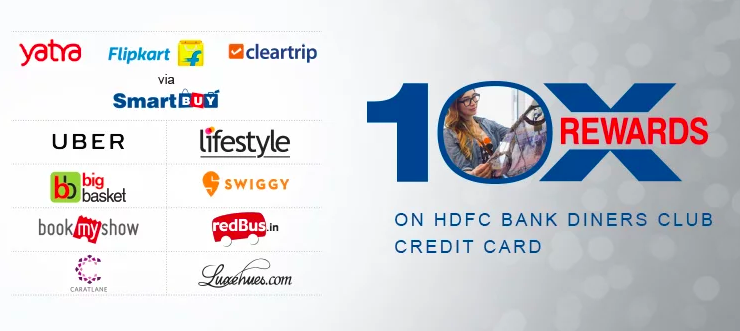 yatra Flipkart cleartrip
via
SmartBUY
UBER lifestyle
bb big basket SWIGGY
bookmyshow redBus.in
CARATLANE Luxehues.com
10X REWARDS
ON HDFC BANK DINERS CLUB
CREDIT CARD